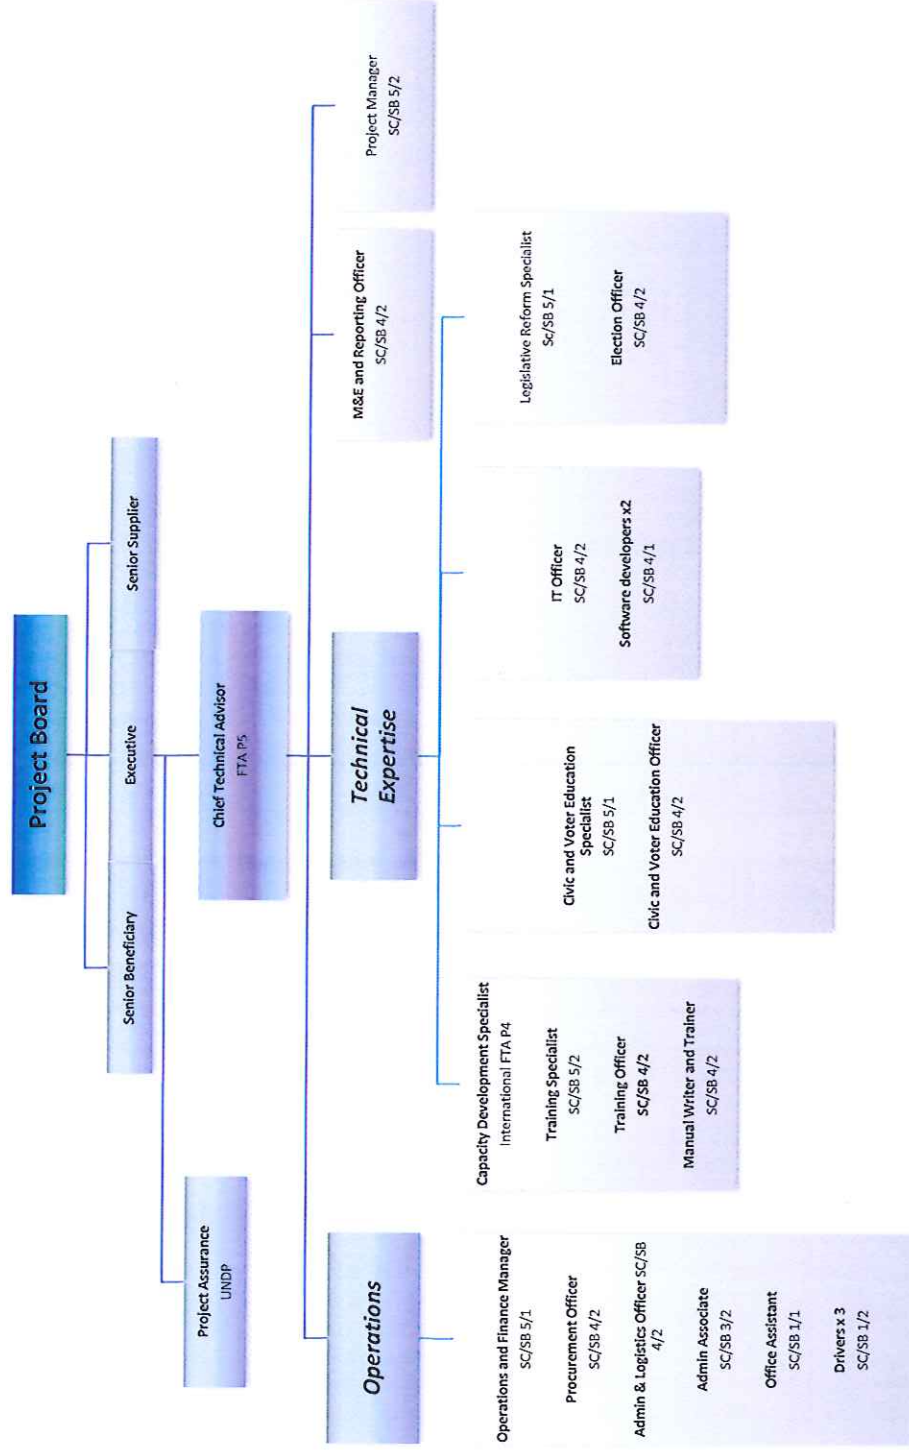 Project Board
Senior Beneficiary
Executive
Senior Supplier
Project Assurance
UNDP
Chief Technical Advisor
FTA P5
Operations
Technical
Expertise
M&E and Reporting Officer
SC/SB 4/2
Project Manager
SC/SB 5/2
Operations and Finance Manager
SC/SB 5/1
Procurement Officer
SC/SB 4/2
Admin & Logistics Officer SC/SB
4/2
Admin Associate
SC/SB 3/2
Office Assistant
SC/SB 1/1
Drivers x 3
SC/SB 1/2
Capacity Development Specialist
International FTA P4
Training Specialist
SC/SB 5/2
Training Officer
SC/SB 4/2
Manual Writer and Trainer
SC/SB 4/2
Civic and Voter Education
Specialist
SC/SB 5/1
Civic and Voter Education Officer
SC/SB 4/2
IT Officer
SC/SB 4/2
Software developers x2
SC/SB 4/1
Legislative Reform Specialist
Sc/SB 5/1
Election Officer
SC/SB 4/2